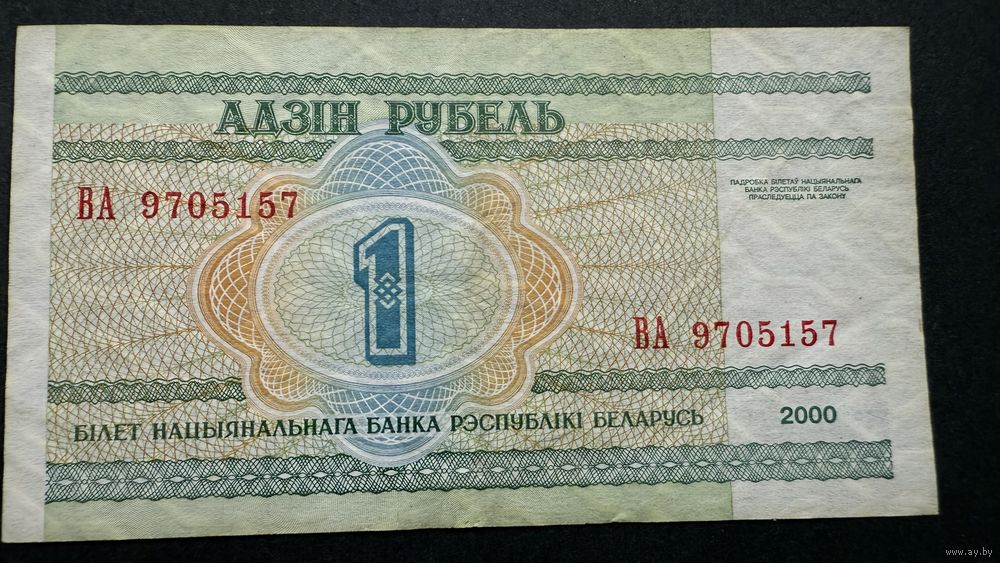 АДЗІН РУБЕЛЬ
ПАДРОБКА БІЛЕТАЎ НАЦЫЯНАЛЬНАГА
БАНКА РЭСПУБЛІКІ БЕЛАРУСЬ
ПРАСЛЕДУЕЦЦА ПА ЗАКОНУ
ВА 9705157
1
ВА 9705157
2000
БІЛЕТ НАЦЫЯНАЛЬНАГА БАНКА РЭСПУБЛІКІ БЕЛАРУСЬ
www.ay.by